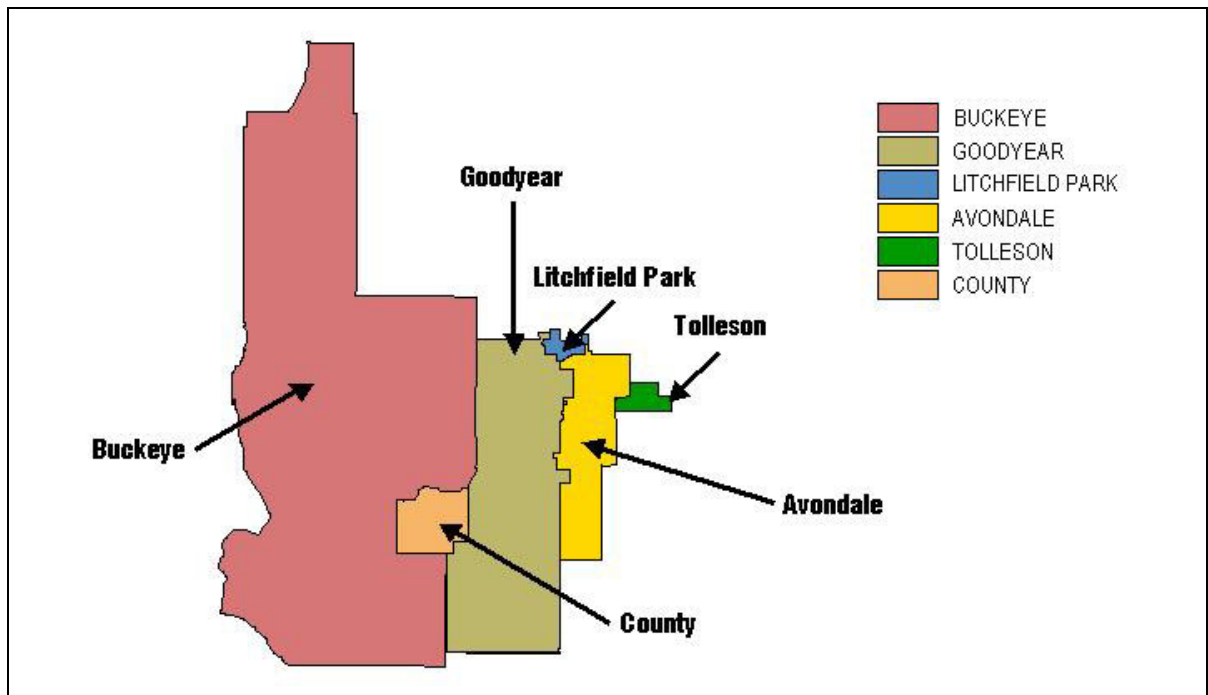 Goodyear
Litchfield Park
Tolleson
Buckeye
Avondale
County
BUCKEYE
GOODYEAR
LITCHFIELD PARK
AVONDALE
TOLLESON
COUNTY